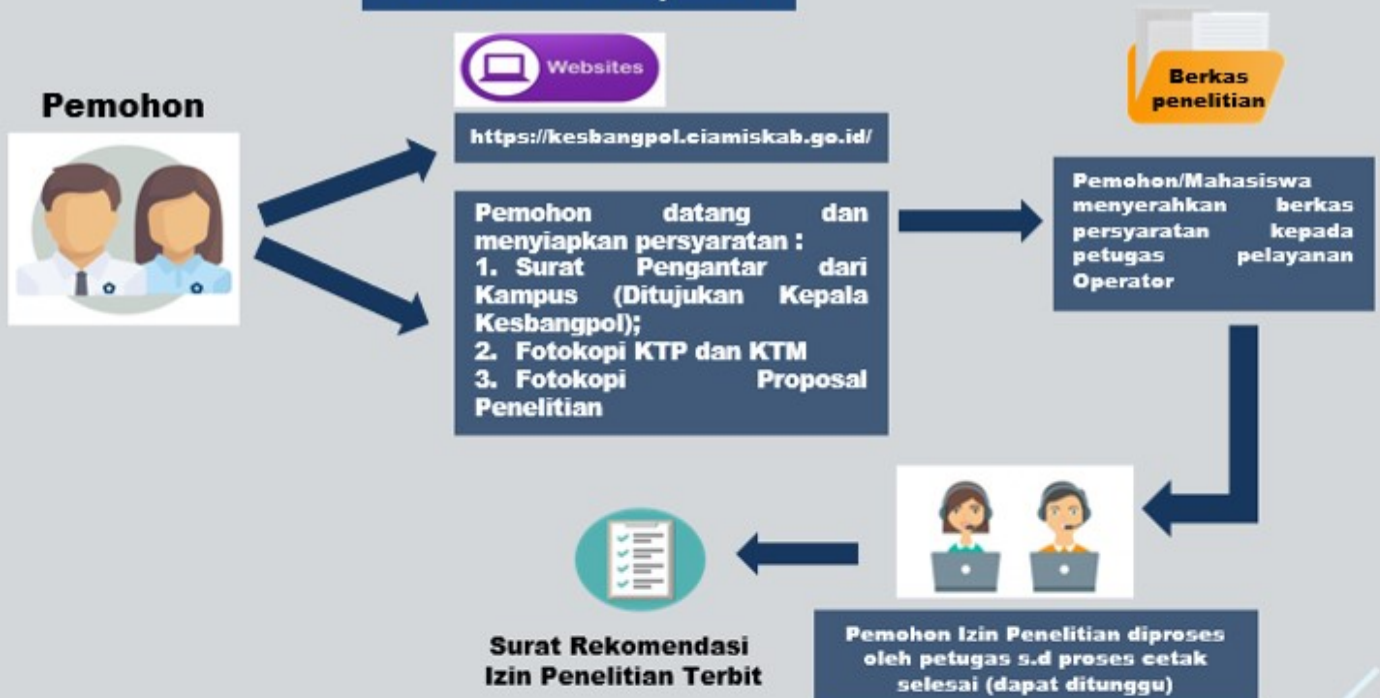 Websites
Pemohon
https://kesbangpol.ciamiskab.go.id/
Pemohon datang dan
menyiapkan persyaratan :
1. Surat Pengantar dari
Kampus (Ditujukan Kepala
Kesbangpol);
2. Fotokopi KTP dan KTM
3. Fotokopi Proposal
Penelitian
Berkas
penelitian
Pemohon/Mahasiswa
menyerahkan berkas
persyaratan kepada
petugas pelayanan
Operator
Pemohon Izin Penelitian diproses
oleh petugas s.d proses cetak
selesai (dapat ditunggu)
Surat Rekomendasi
Izin Penelitian Terbit